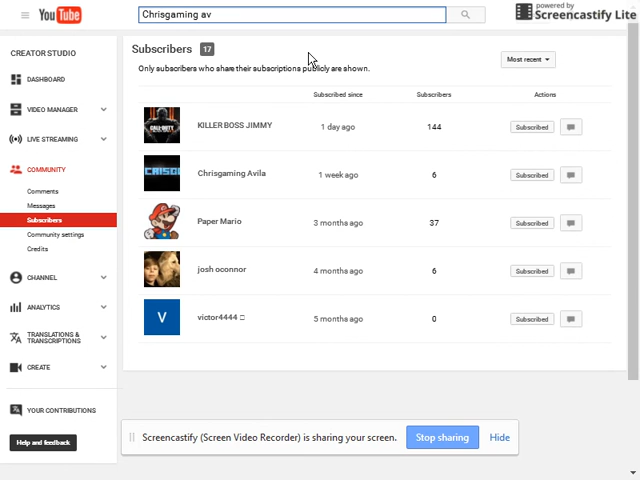 YouTube
Chrisgaming av
powered by
Screencastify Lite
CREATOR STUDIO
DASHBOARD
VIDEO MANAGER
LIVE STREAMING
COMMUNITY
Comments
Messages
Subscribers
Community settings
Credits
CHANNEL
ANALYTICS
TRANSLATIONS &
TRANSCRIPTIONS
CREATE
YOUR CONTRIBUTIONS
Help and feedback
Subscribers 17
Only subscribers who share their subscriptions publicly are shown.
Most recent
Subscribed since Subscribers Actions
KILLER BOSS JIMMY 1 day ago 144 Subscribed
Chrisgaming Avila 1 week ago 6 Subscribed
Paper Mario 3 months ago 37 Subscribed
josh oconnor 4 months ago 6 Subscribed
V victor4444 □ 5 months ago 0 Subscribed
Screencastify (Screen Video Recorder) is sharing your screen. Stop sharing Hide